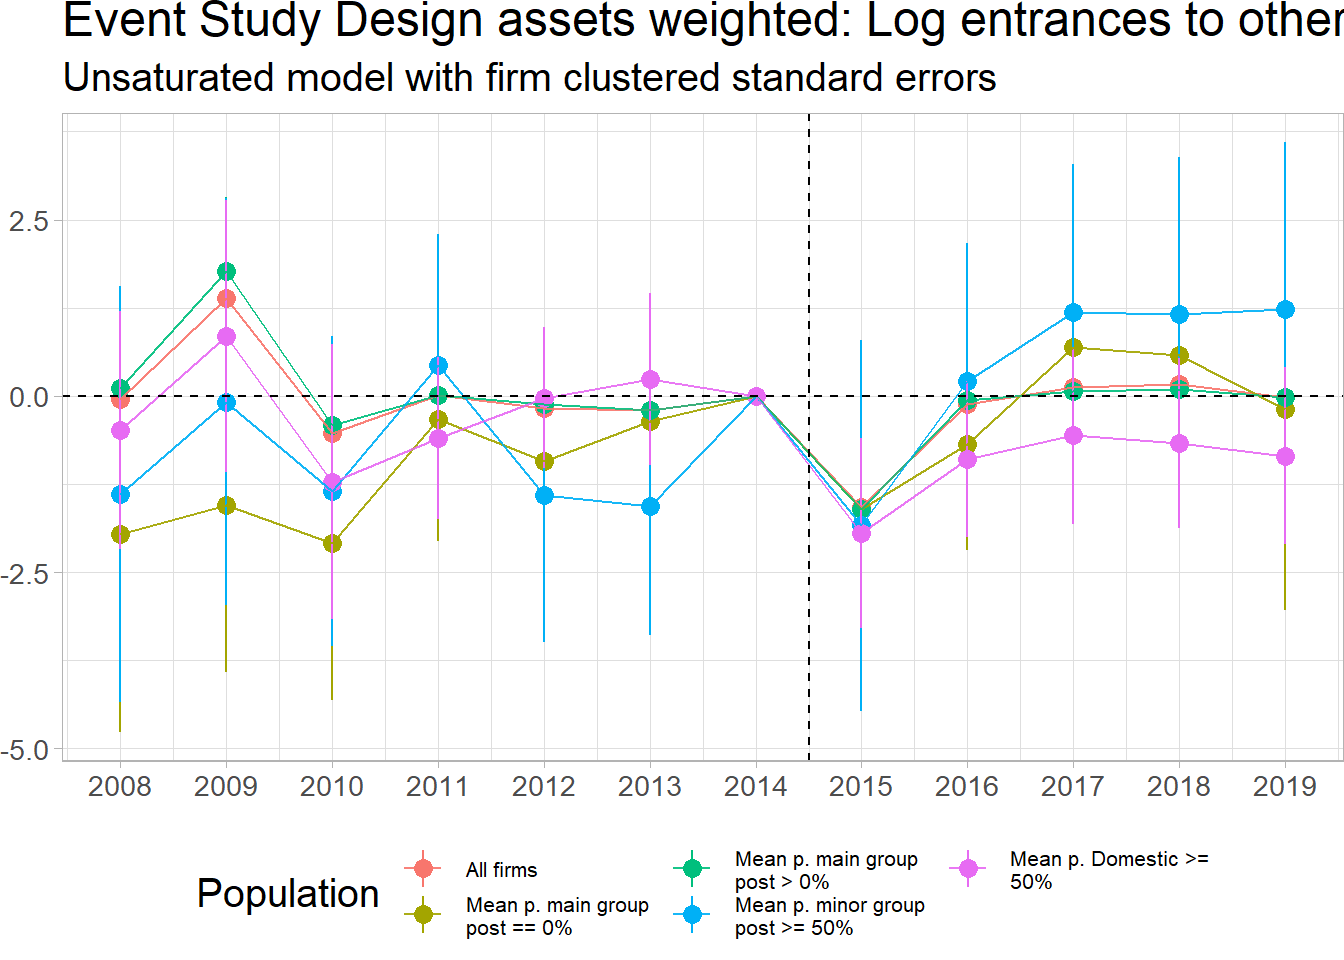 Event Study Design assets weighted: Log entrances to other
Unsaturated model with firm clustered standard errors
2.5
0.0
-2.5
-5.0
2008 2009 2010 2011 2012 2013 2014 2015 2016 2017 2018 2019
Population
All firms
Mean p. main group
post == 0%
Mean p. main group
post > 0%
Mean p. minor group
post >= 50%
Mean p. Domestic >=
50%